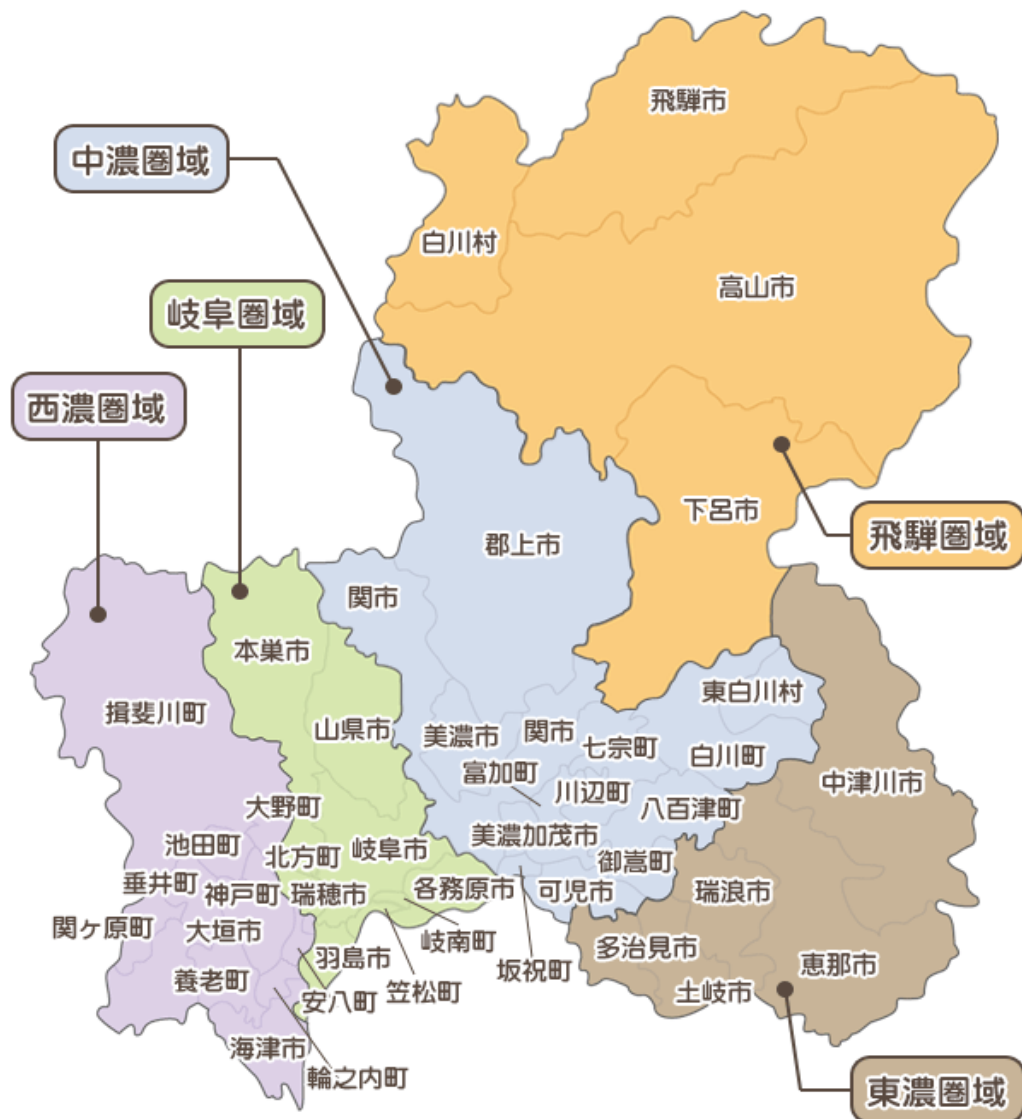 飛騨市
中濃圏域
白川村
高山市
岐阜圏域
西濃圏域
下呂市
飛騨圏域
郡上市
関市
本巣市
東白川村
揖斐川町
山県市
美濃市
関市
七宗町
白川町
富加町
中津川市
川辺町
大野町
八百津町
池田町
北方町
岐阜市
美濃加茂市
御嵩町
垂井町
神戸町
瑞穂市
各務原市
可児市
瑞浪市
関ヶ原町
大垣市
岐南町
多治見市
羽島市
坂祝町
恵那市
養老町
安八町
笠松町
土岐市
海津市
輪之内町
東濃圏域